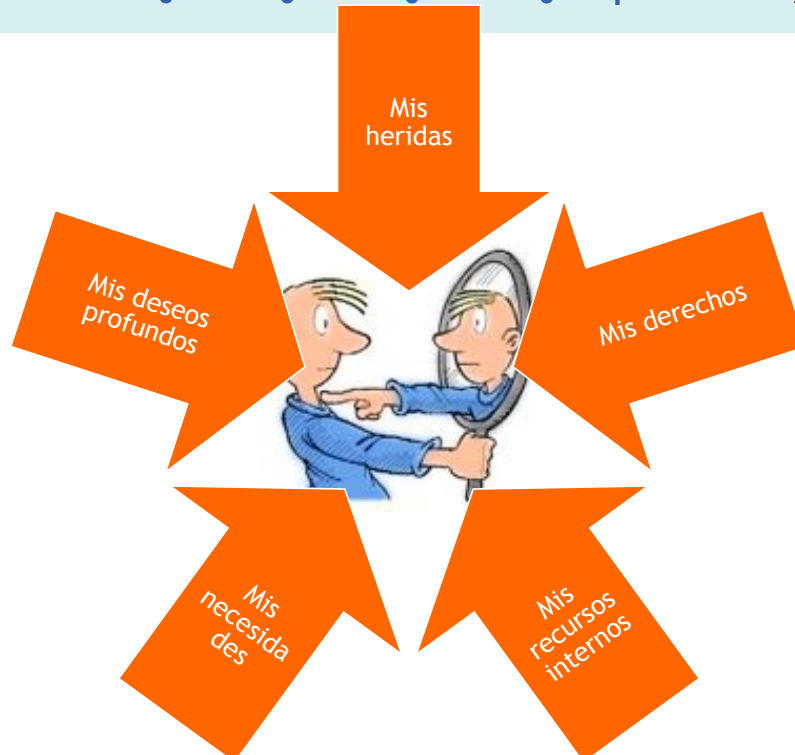 Mis
heridas
Mis deseos
profundos
Mis derechos
Mis
necesida
des
Mis
recursos
internos